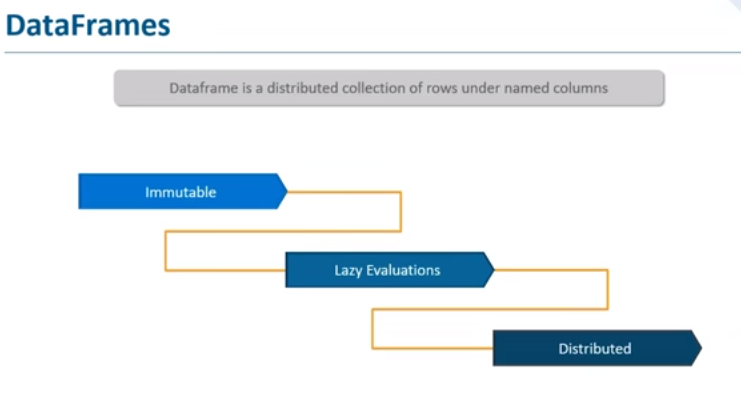 DataFrames
Dataframe is a distributed collection of rows under named columns
Immutable
Lazy Evaluations
Distributed